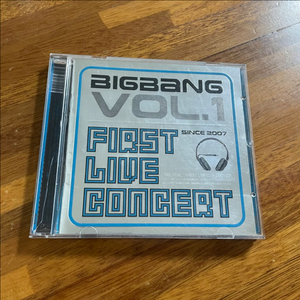 BIGBANG
VOL.1
SINCE 2007
FIRST
LIVE
CONCERT